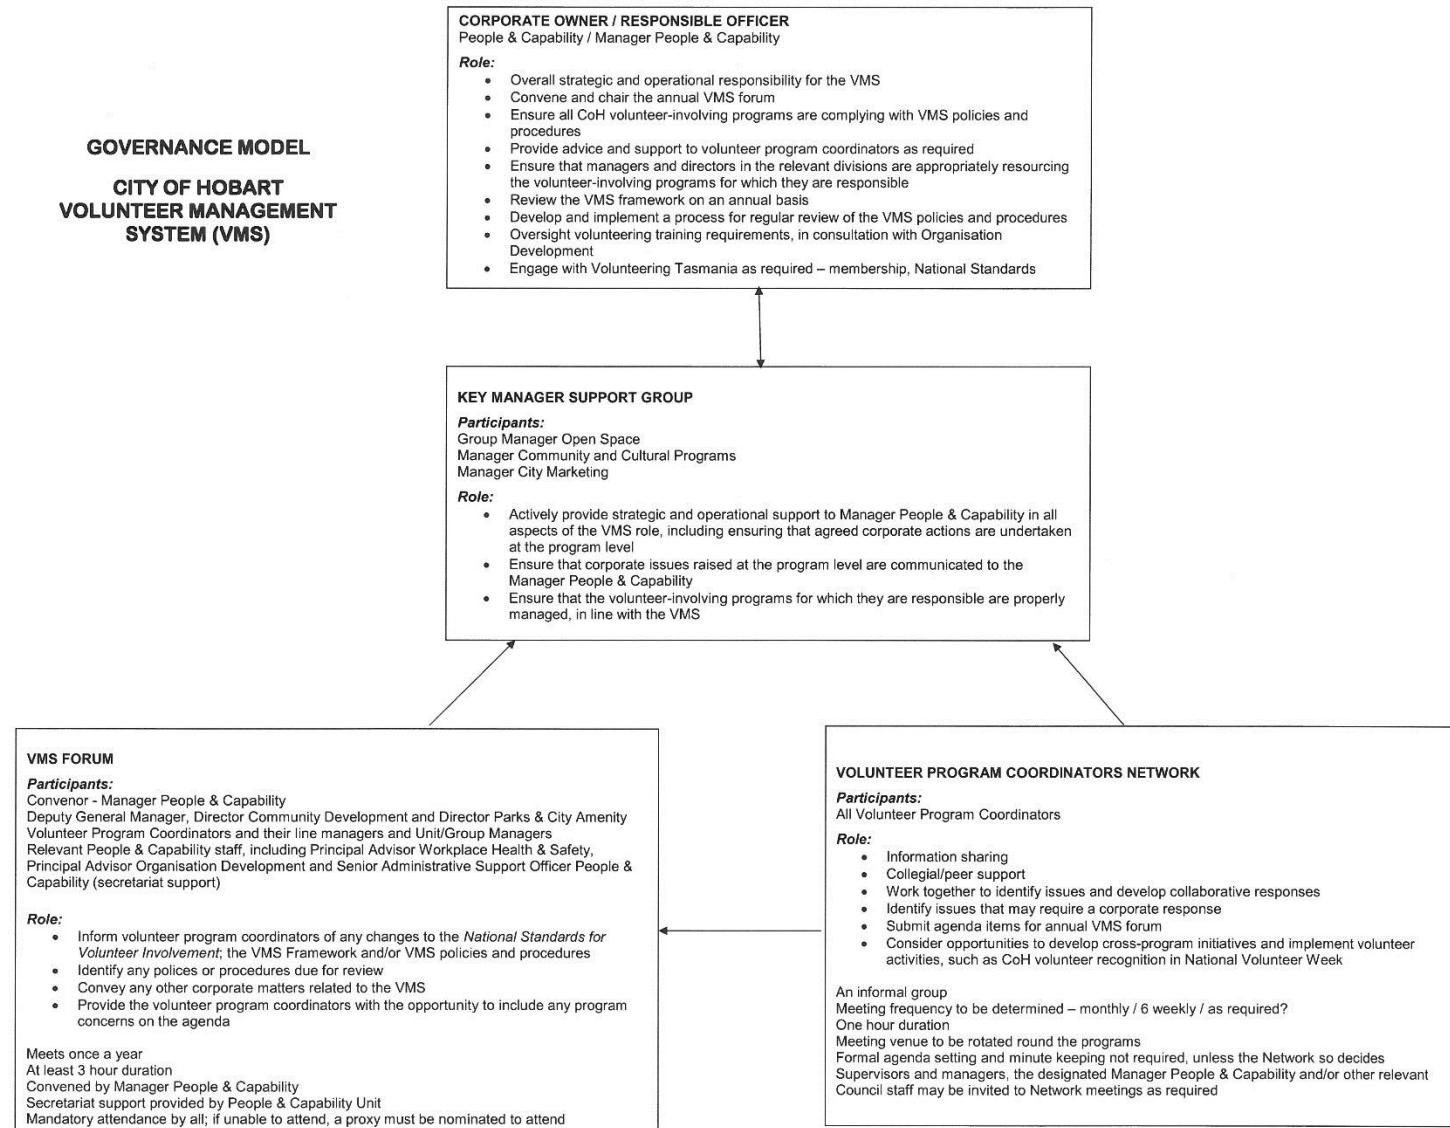 GOVERNANCE MODEL
CITY OF HOBART
VOLUNTEER MANAGEMENT
SYSTEM (VMS)
CORPORATE OWNER / RESPONSIBLE OFFICER
People & Capability / Manager People & Capability
Role:
• Overall strategic and operational responsibility for the VMS
• Convene and chair the annual VMS forum
• Ensure all CoH volunteer-involving programs are complying with VMS policies and
procedures
• Provide advice and support to volunteer program coordinators as required
• Ensure that managers and directors in the relevant divisions are appropriately resourcing
the volunteer-involving programs for which they are responsible
• Review the VMS framework on an annual basis
• Develop and implement a process for regular review of the VMS policies and procedures
• Oversight volunteering training requirements, in consultation with Organisation
Development
• Engage with Volunteering Tasmania as required – membership, National Standards
KEY MANAGER SUPPORT GROUP
Participants:
Group Manager Open Space
Manager Community and Cultural Programs
Manager City Marketing
Role:
• Actively provide strategic and operational support to Manager People & Capability in all
aspects of the VMS role, including ensuring that agreed corporate actions are undertaken
at the program level
• Ensure that corporate issues raised at the program level are communicated to the
Manager People & Capability
• Ensure that the volunteer-involving programs for which they are responsible are properly
managed, in line with the VMS
VMS FORUM
Participants:
Convenor - Manager People & Capability
Deputy General Manager, Director Community Development and Director Parks & City Amenity
Volunteer Program Coordinators and their line managers and Unit/Group Managers
Relevant People & Capability staff, including Principal Advisor Workplace Health & Safety,
Principal Advisor Organisation Development and Senior Administrative Support Officer People &
Capability (secretariat support)
Role:
• Inform volunteer program coordinators of any changes to the National Standards for
Volunteer Involvement; the VMS Framework and/or VMS policies and procedures
• Identify any polices or procedures due for review
• Convey any other corporate matters related to the VMS
• Provide the volunteer program coordinators with the opportunity to include any program
concerns on the agenda
Meets once a year
At least 3 hour duration
Convened by Manager People & Capability
Secretariat support provided by People & Capability Unit
Mandatory attendance by all; if unable to attend, a proxy must be nominated to attend
VOLUNTEER PROGRAM COORDINATORS NETWORK
Participants:
All Volunteer Program Coordinators
Role:
• Information sharing
• Collegial/peer support
• Work together to identify issues and develop collaborative responses
• Identify issues that may require a corporate response
• Submit agenda items for annual VMS forum
• Consider opportunities to develop cross-program initiatives and implement volunteer
activities, such as CoH volunteer recognition in National Volunteer Week
An informal group
Meeting frequency to be determined – monthly / 6 weekly / as required?
One hour duration
Meeting venue to be rotated round the programs
Formal agenda setting and minute keeping not required, unless the Network so decides
Supervisors and managers, the designated Manager People & Capability and/or other relevant
Council staff may be invited to Network meetings as required